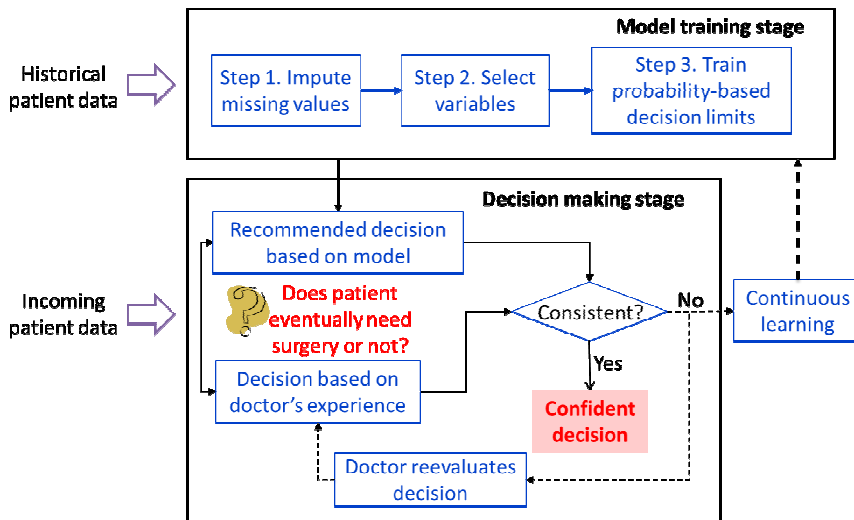 Model training stage
Historical
patient data
Step 1. Impute
missing values
Step 2. Select
variables
Step 3. Train
probability-based
decision limits
Decision making stage
Recommended decision
based on model
Incoming
patient data
?
Does patient
eventually need
surgery or not?
Consistent?
No
Continuous
learning
Yes
Decision based on
doctor's experience
Confident
decision
Doctor reevaluates
decision